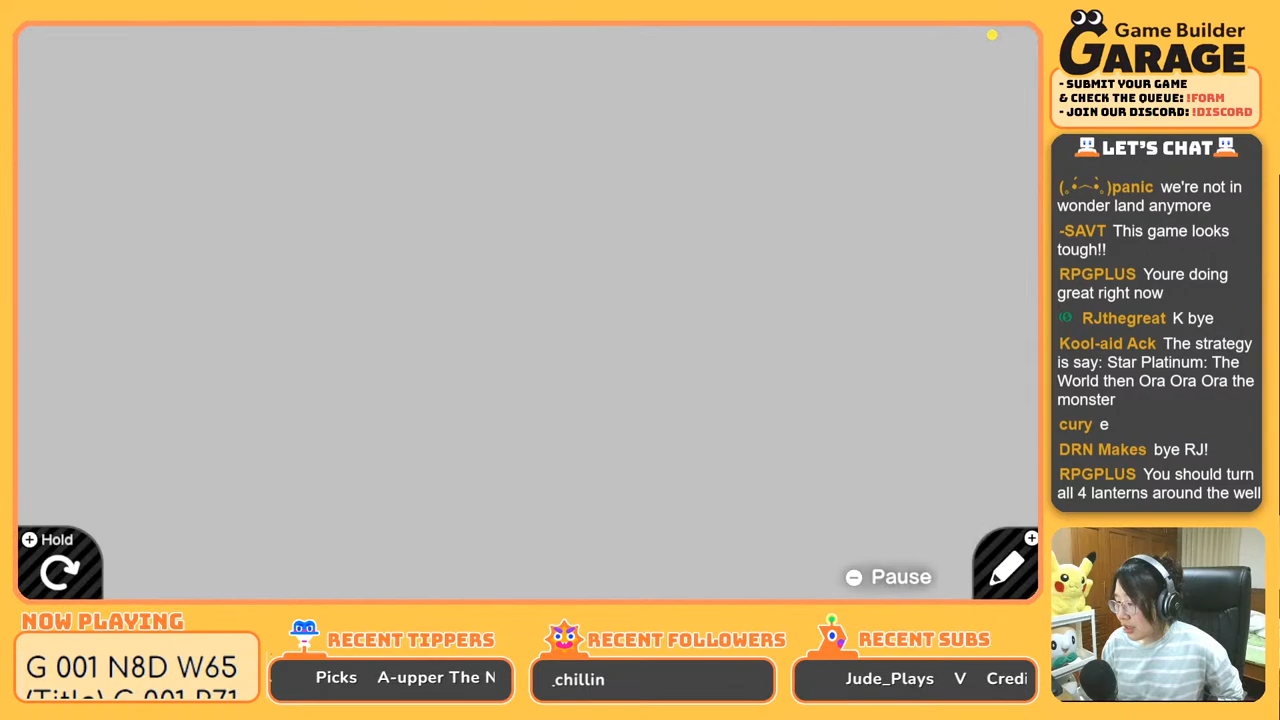 Game Builder
GARAGE
- SUBMIT YOUR GAME
& CHECK THE QUEUE: !FORM
- JOIN OUR DISCORD: !DISCORD
LET'S CHAT
panic we're not in
wonder land anymore
-SAVT This game looks
tough!!
RPGPLUS Youre doing
great right now
RJthegreat K bye
Kool-aid Ack The strategy
is say: Star Platinum: The
World then Ora Ora Ora the
monster
cury e
DRN Makes bye RJ!
RPGPLUS You should turn
all 4 lanterns around the well
Hold
Pause
NOW PLAYING
G 001 N8D W65
RECENT TIPPERS
Picks A-upper The N
RECENT FOLLOWERS
_chillin
RECENT SUBS
Jude_Plays V Credi